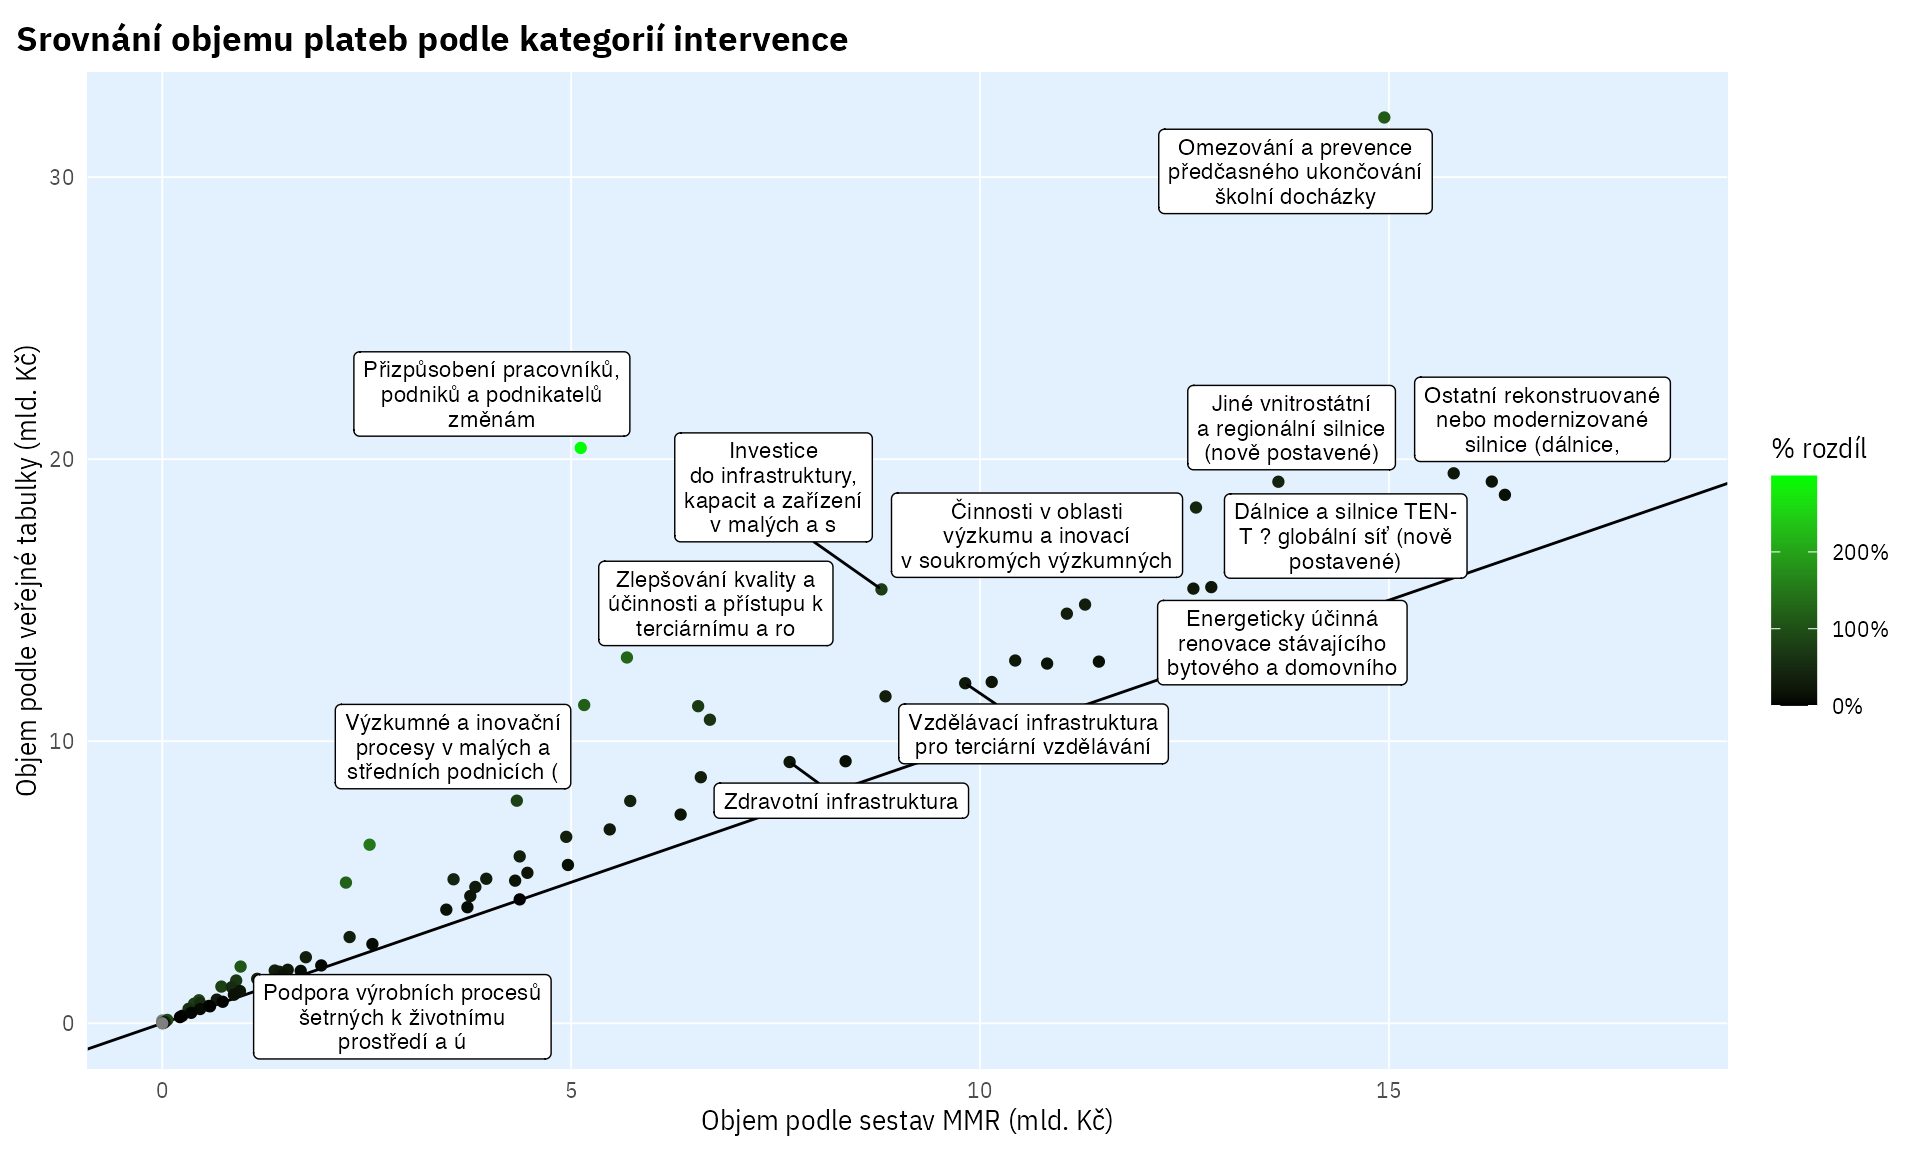 Srovnání objemu plateb podle kategorií intervence
Objem podle veřejné tabulky (mld. Kč)
30
20
10
0
Omezování a prevence
předčasného ukončování
školní docházky
Přizpůsobení pracovníků,
podniků a podnikatelů
změnám
Jiné vnitrostátní
a regionální silnice
(nově postavené)
Ostatní rekonstruované
nebo modernizované
silnice (dálnice,
Investice
do infrastruktury,
kapacit a zařízení
v malých a s
Činnosti v oblasti
výzkumu a inovací
v soukromých výzkumných
Dálnice a silnice TEN-
T ? globální síť (nově
postavené)
Zlepšování kvality a
účinnosti a přístupu k
terciárnímu a ro
Energeticky účinná
renovace stávajícího
bytového a domovního
Výzkumné a inovační
procesy v malých a
středních podnicích (
Vzdělávací infrastruktura
pro terciární vzdělávání
Zdravotní infrastruktura
Podpora výrobních procesů
šetrných k životnímu
prostředí a ú
0
5
10
15
Objem podle sestav MMR (mld. Kč)
% rozdíl
200%
100%
0%